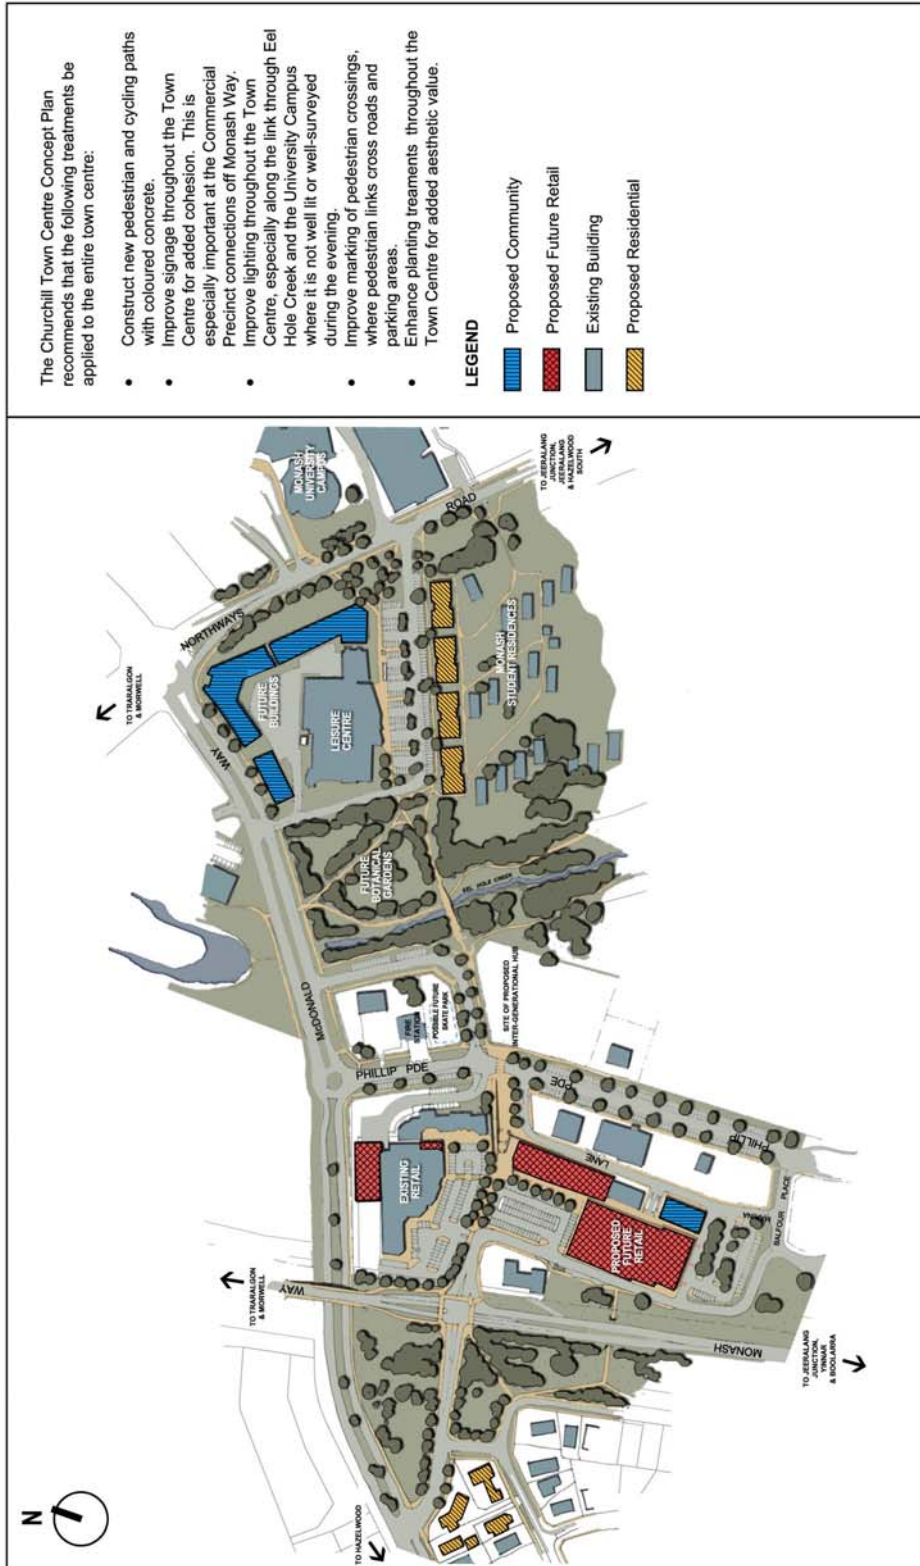 The Churchill Town Centre Concept Plan
recommends that the following treatments be
applied to the entire town centre:
• Construct new pedestrian and cycling paths
with coloured concrete.
• Improve signage throughout the Town
Centre for added cohesion. This is
especially important at the Commercial
Precinct connections off Monash Way.
• Improve lighting throughout the Town
Centre, especially along the link through Eel
Hole Creek and the University Campus
where it is not well lit or well-surveyed
during the evening.
• Improve marking of pedestrian crossings,
where pedestrian links cross roads and
parking areas.
• Enhance planting treaments throughout the
Town Centre for added aesthetic value.
LEGEND
Proposed Community
Proposed Future Retail
Existing Building
Proposed Residential
N
TO HAZELWOOD
TO TRARALGON
& MORWELL
WAY
MONASH
TO JEERALANG
JUNCTION,
YINNAR
& BOOLARRA
EXISTING
RETAIL
PROPOSED
FUTURE
RETAIL
LANE
MARINA
BALFOUR PLACE
PHILLIP
PDE
PHILLIP PDE
McDONALD
WAY
FIRE
STATION
POSSIBLE FUTURE
SKATE PARK
SITE OF PROPOSED
INTER-GENERATIONAL HUB
EEL HOLE CREEK
FUTURE
BOTANICAL
GARDENS
FUTURE
BUILDINGS
LEISURE
CENTRE
TO TRARALGON
& MORWELL
NORTHWAYS
ROAD
MONASH
UNIVERSITY
CAMPUS
MONASH
STUDENT RESIDENCES
TO JEERALANG
JUNCTION,
JEERALANG
& HAZELWOOD
SOUTH